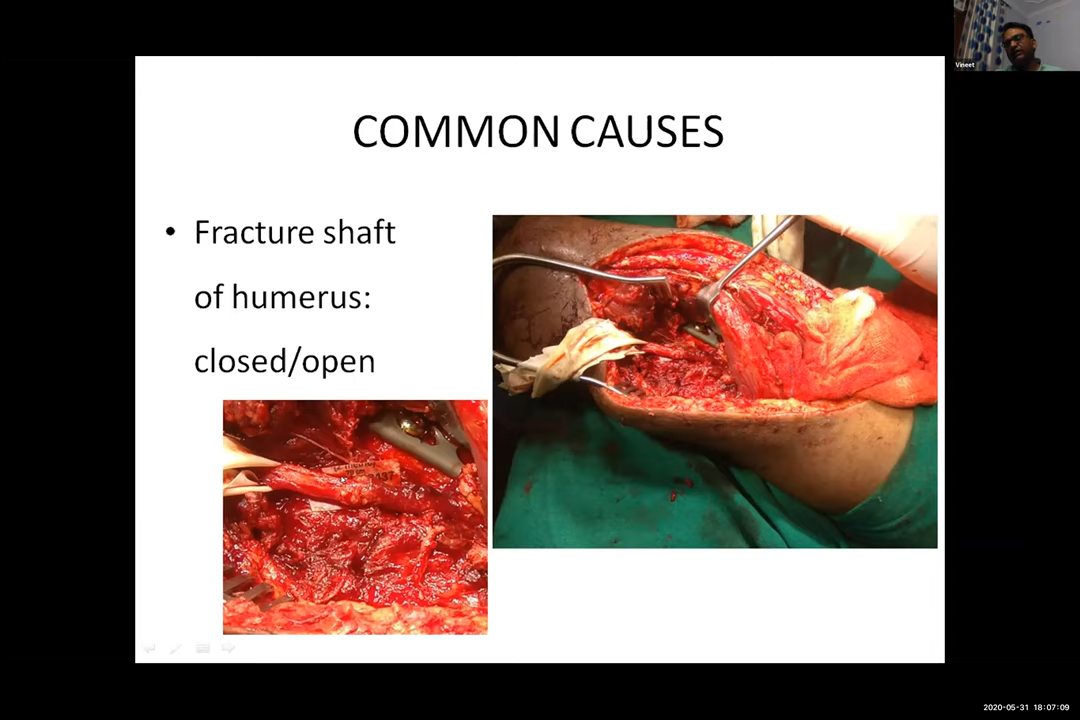 Vineet
COMMON CAUSES
• Fracture shaft
of humerus:
closed/open
2020-05-31 18:07:09